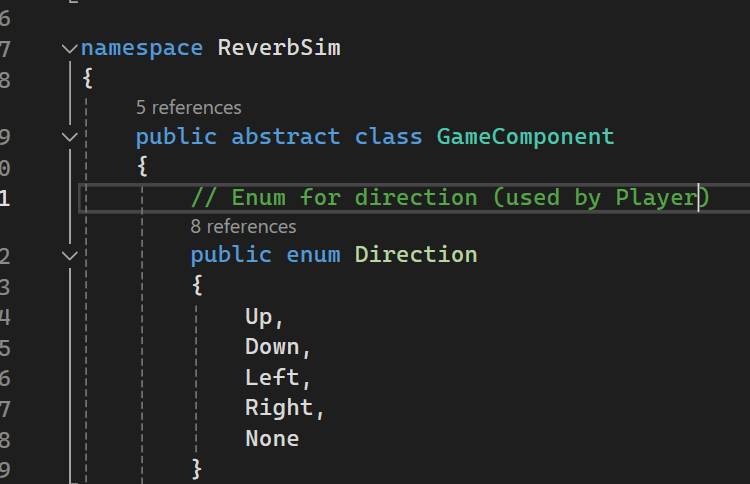 6
7 namespace ReverbSim
8 {
5 references
9 public abstract class GameComponent
0 {
1 // Enum for direction (used by Player)
8 references
2 public enum Direction
3 {
4 Up,
5 Down,
6 Left,
7 Right,
8 None
9 }